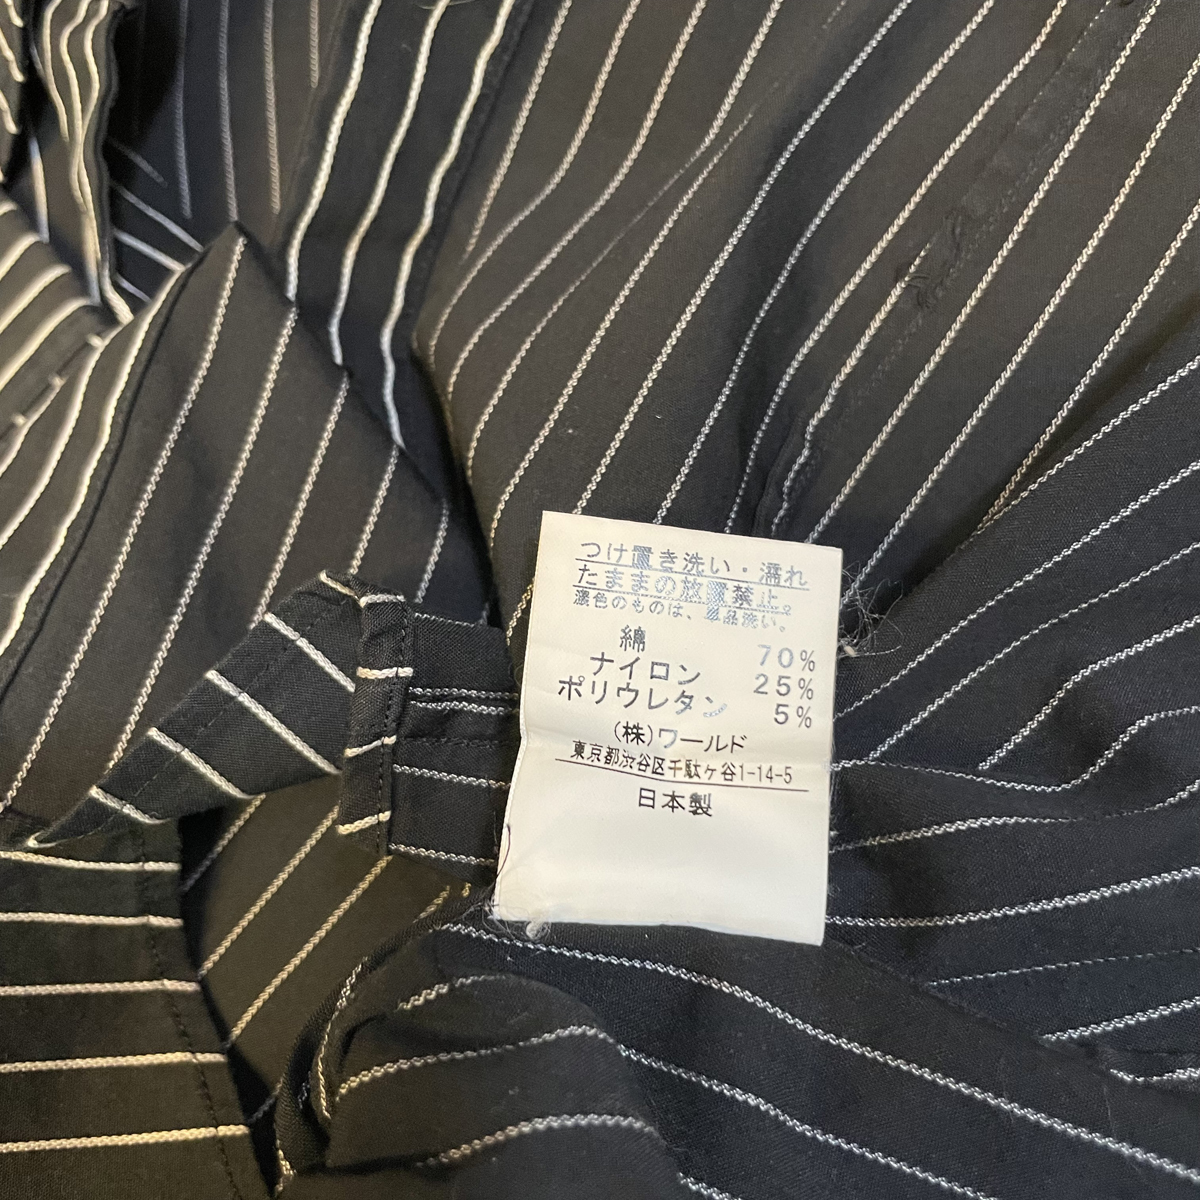 つけ置き洗い・濡れ
たままの放置禁止。
濃色のものは、単品洗い。
綿 70%
ナイロン 25%
ポリウレタン 5%
(株)ワールド
東京都渋谷区千駄ヶ谷1-14-5
日本製